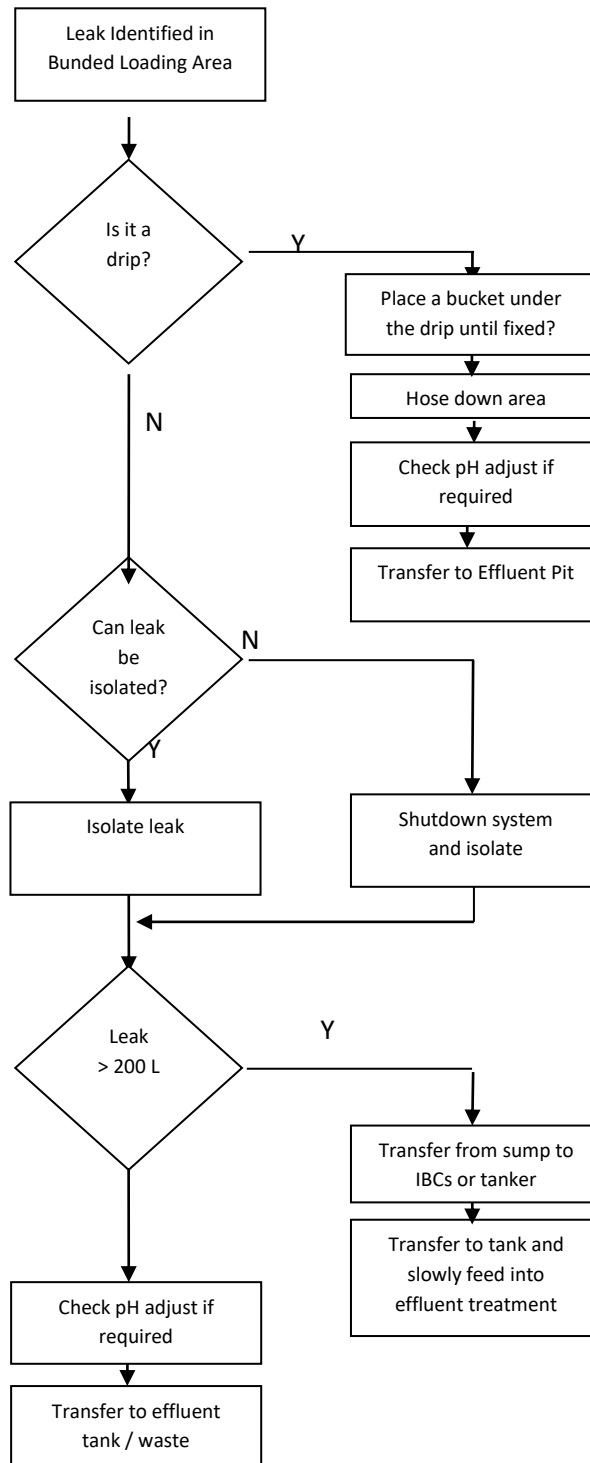 Leak Identified in
Bunded Loading Area
Is it a
drip?
Y
Place a bucket under
the drip until fixed?
Hose down area
N
Check pH adjust if
required
Transfer to Effluent Pit
Can leak
be
isolated?
N
Y
Isolate leak
Shutdown system
and isolate
Leak
> 200 L
Y
Transfer from sump to
IBCs or tanker
Transfer to tank and
slowly feed into
effluent treatment
Check pH adjust if
required
Transfer to effluent
tank / waste